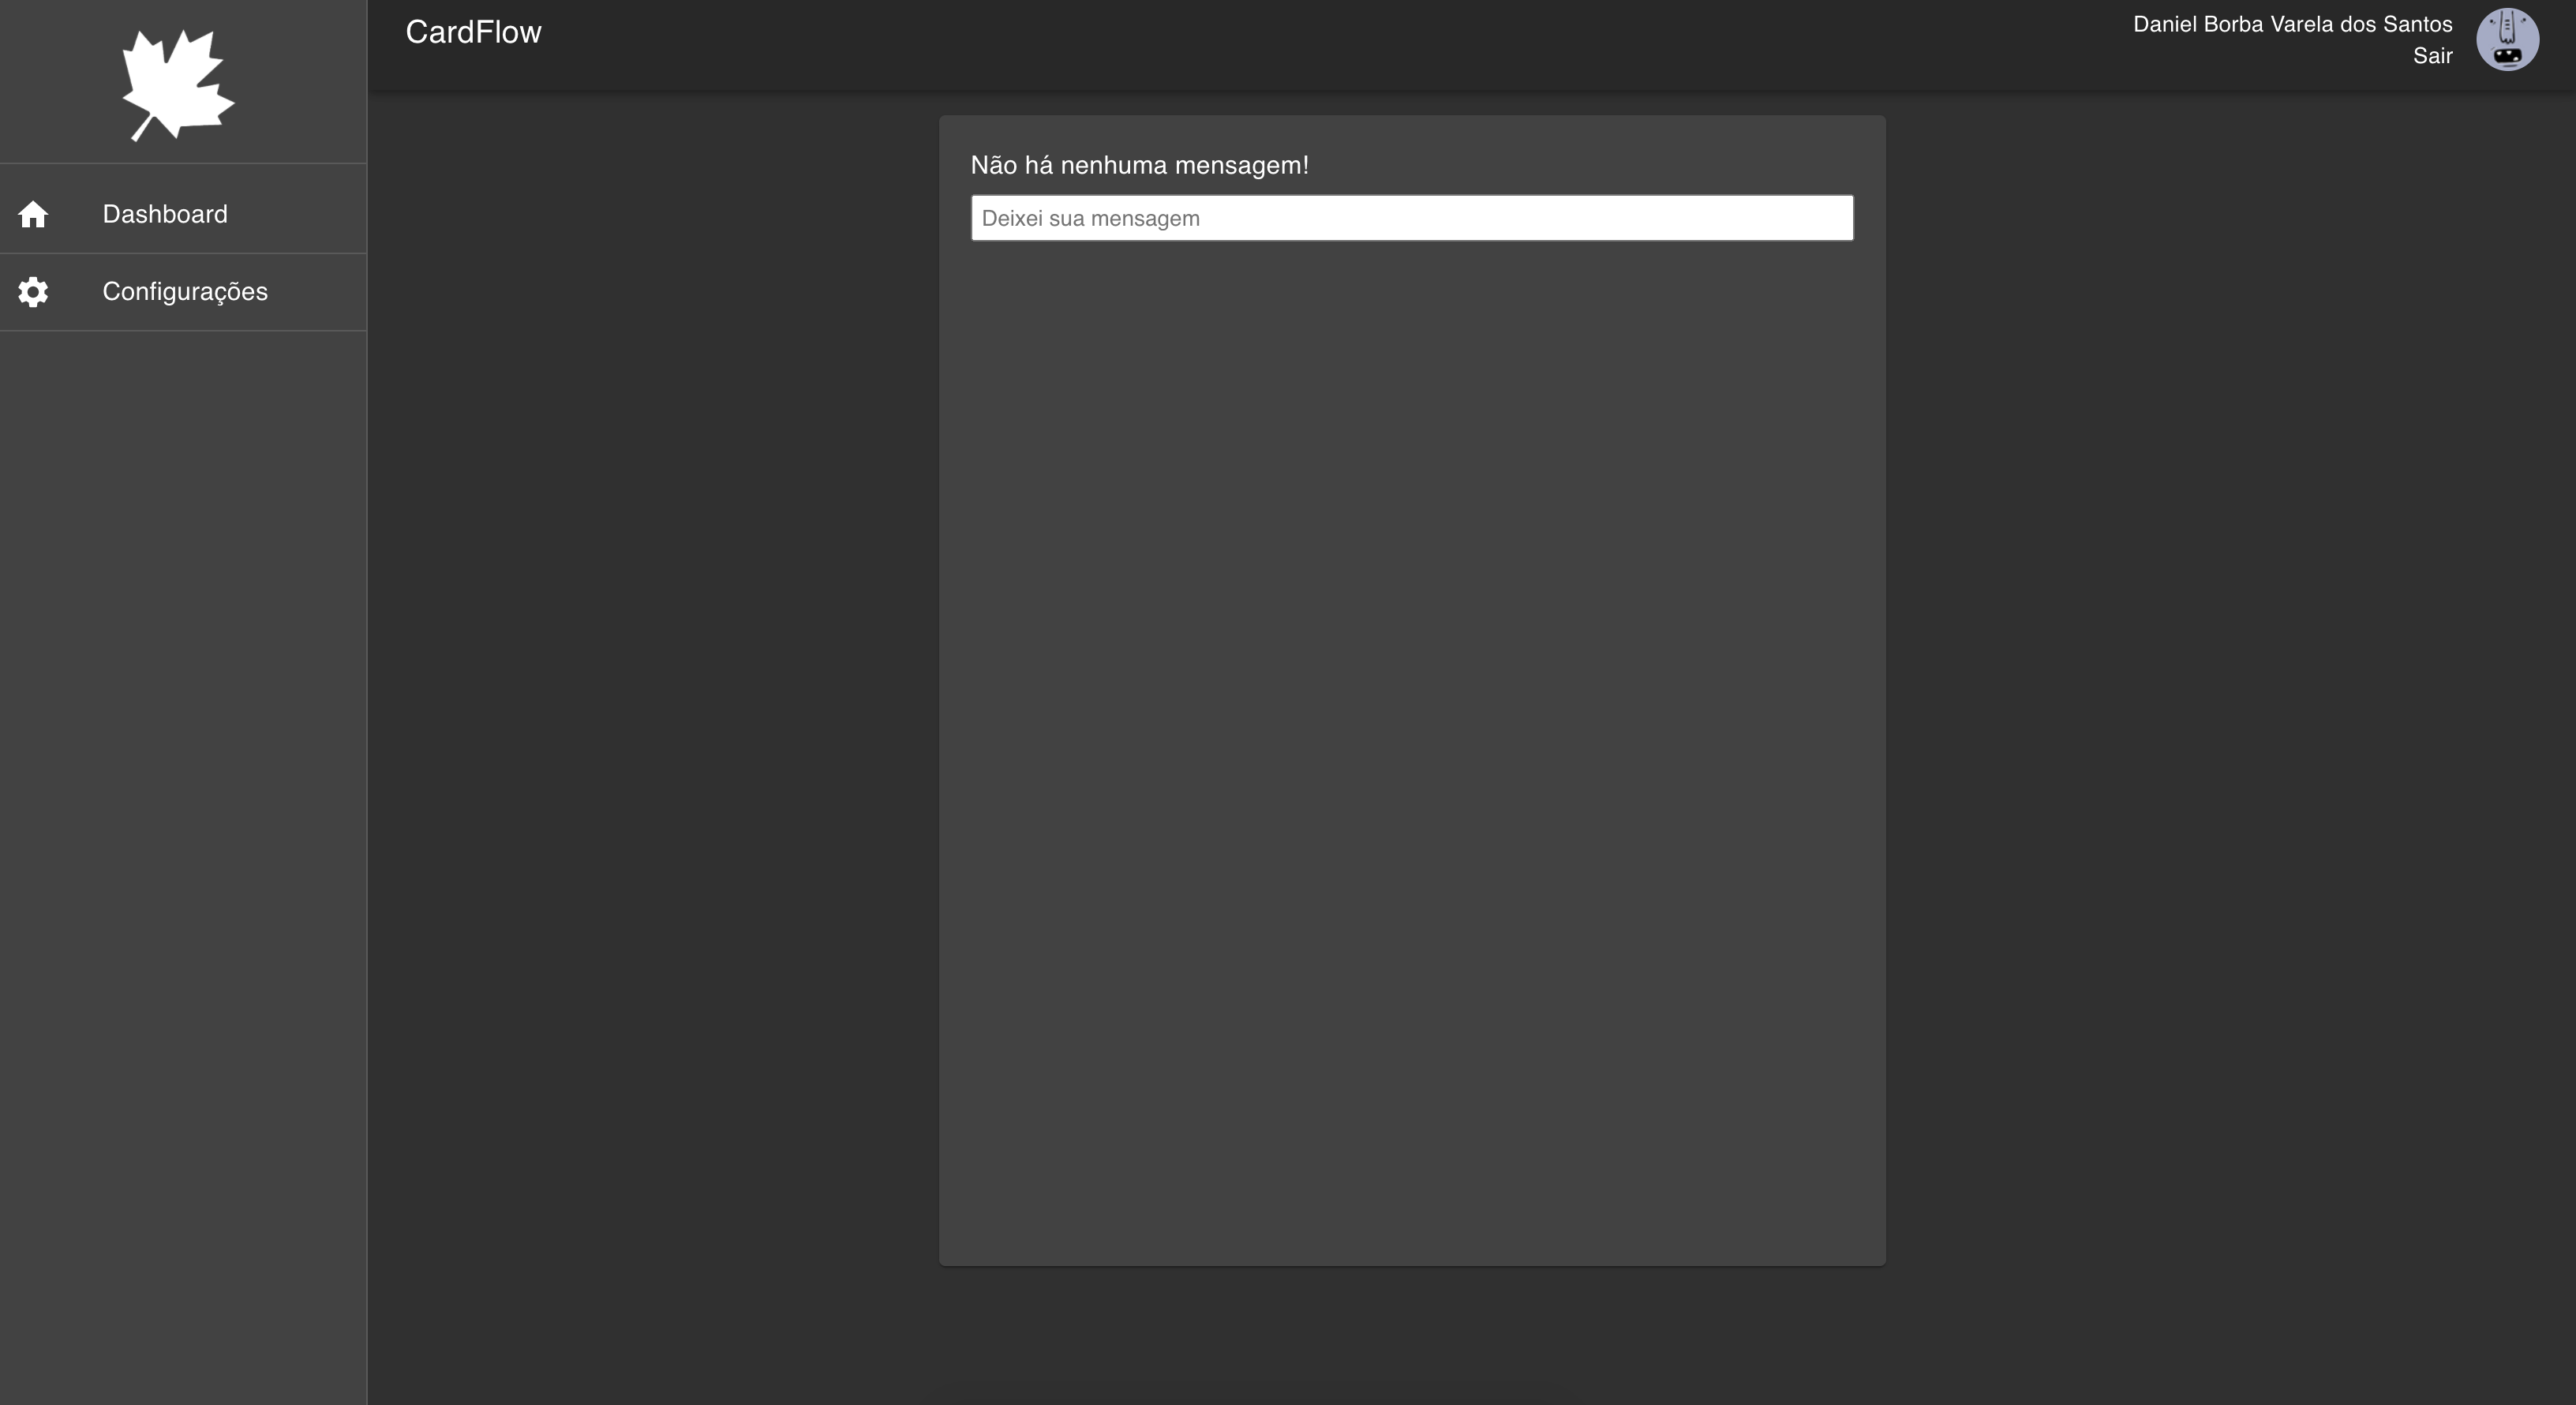 CardFlow
Daniel Borba Varela dos Santos
Sair
Dashboard
Configurações
Não há nenhuma mensagem!
Deixei sua mensagem